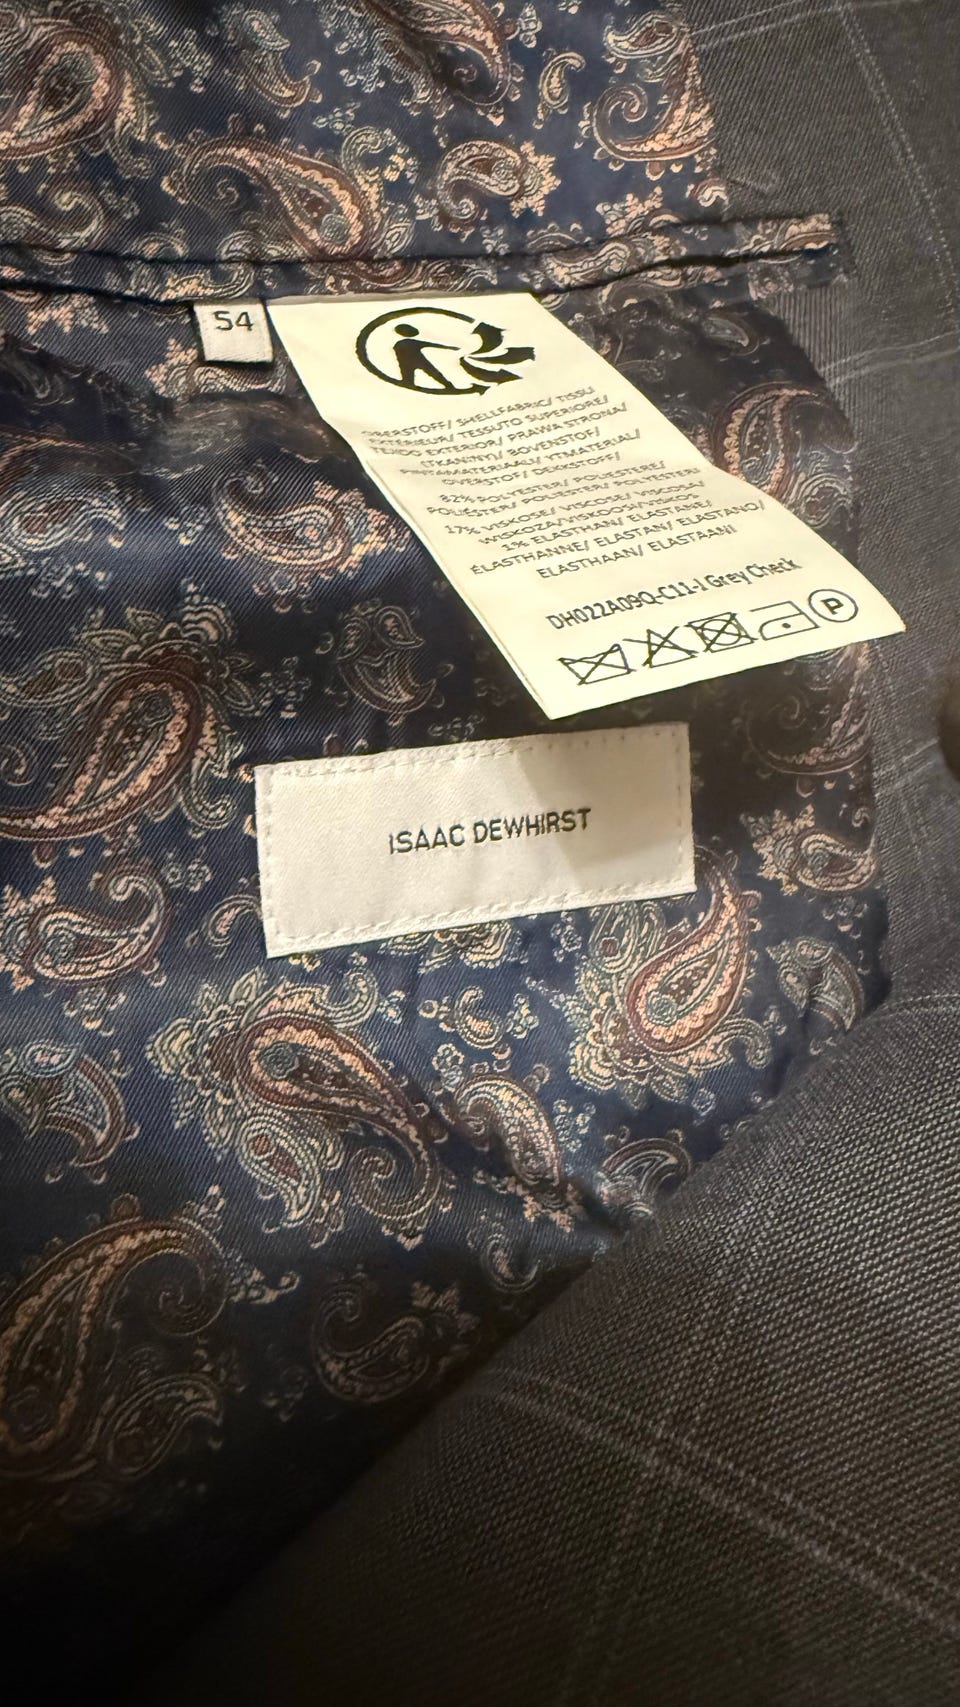 54
OBERSTOFF/ SHELLFABRIC/ TISSU
EXTÉRIEUR/ TESSUTO SUPERIORE/
TEJIDO EXTERIOR/ PRAWA STRONA/
(TKANINY)/ BOVENSTOF/
PINTAMATERIAALI/ YTMATERIAL/
OVERSTOF/ DEKKSTOFF/
82% POLYESTER/ POLIESTERE/
POLIÉSTER/ POLIESTER/ POLYESTERI
17% VISKOSE/ VISCOSE/ VISCOSA/
WISKOZA/VISKOOSI/VISKOS
1% ELASTHAN/ ELASTANE/
ÉLASTHANNE/ ELASTAN/ ELASTANO/
ELASTHAAN/ ELASTAANI
DH022A09Q-C11-J Grey Check
P
ISAAC DEWHIRST